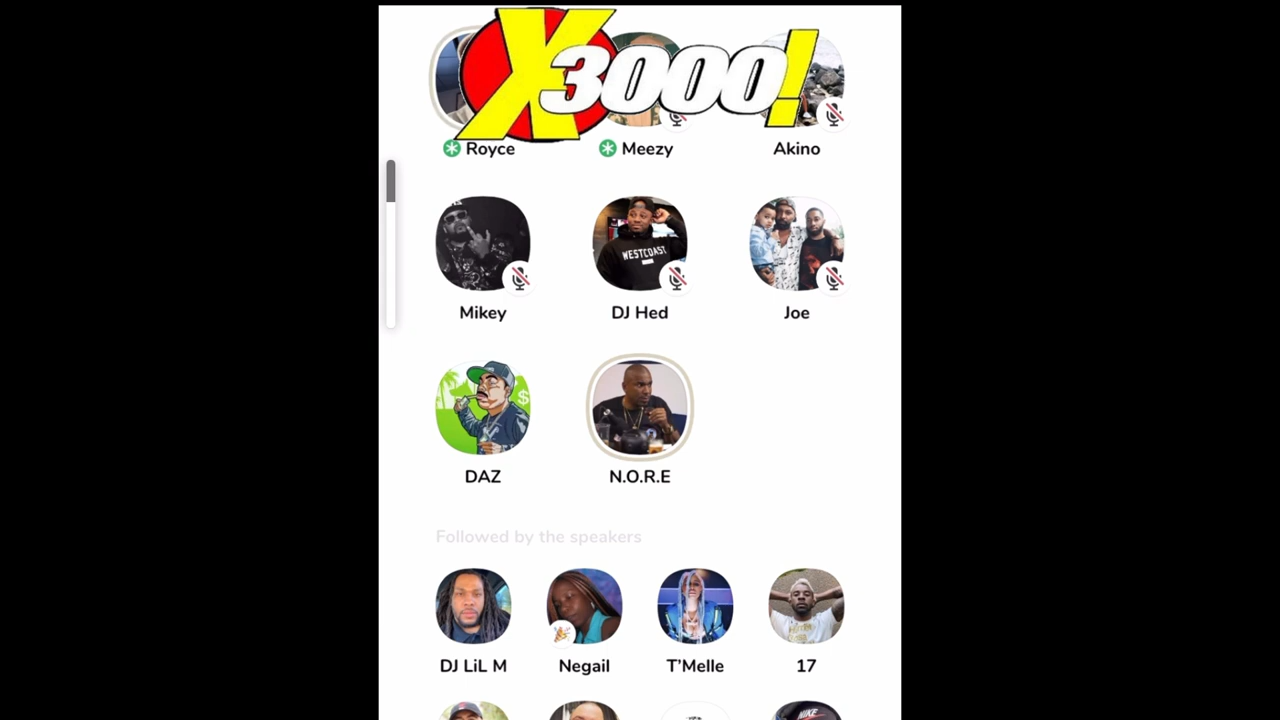 X3000!
Royce Meezy Akino
WESTCOAST
Mikey DJ Hed Joe
$
DAZ N.O.R.E
Followed by the speakers
DJ LiL M Negail T'Melle 17
NIKE